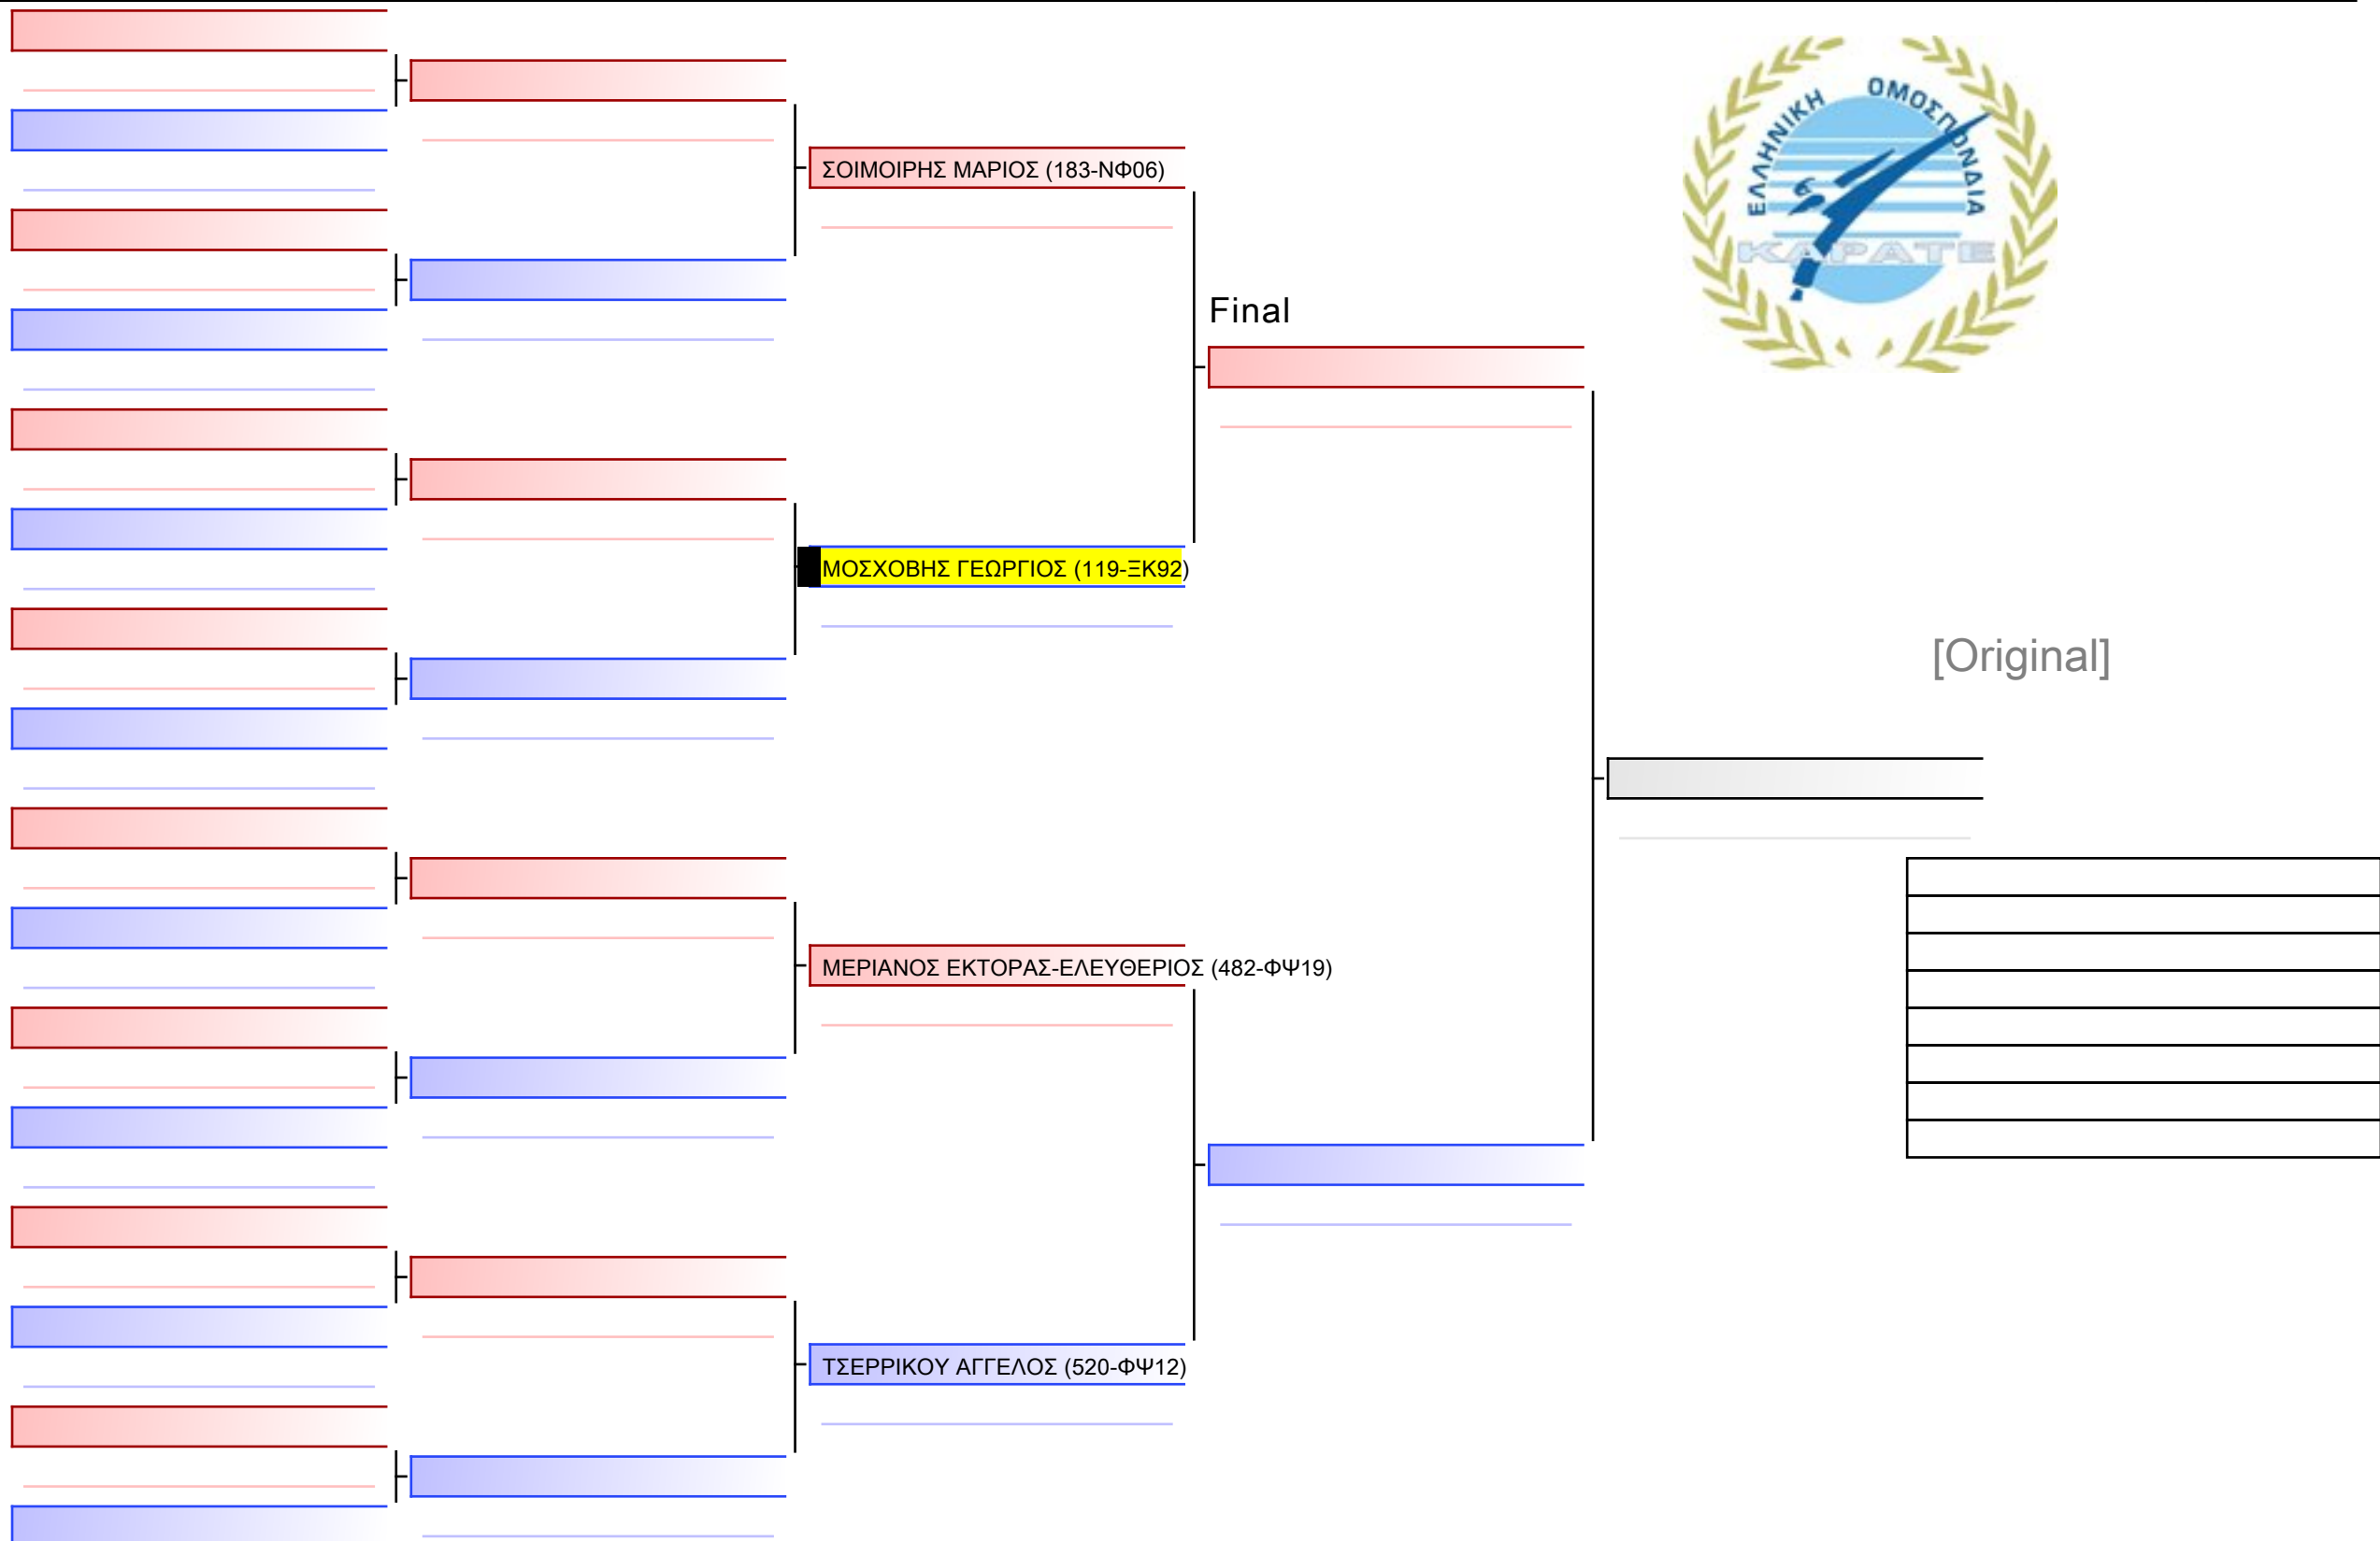 ΕΛΛΗΝΙΚΗ ΟΜΟΣΠΟΝΔΙΑ
ΚΑΡΑΤΕ
ΣΟΙΜΟΙΡΗΣ ΜΑΡΙΟΣ (183-ΝΦ06)
Final
ΜΟΣΧΟΒΗΣ ΓΕΩΡΓΙΟΣ (119-ΞΚ92)
[Original]
ΜΕΡΙΑΝΟΣ ΕΚΤΟΡΑΣ-ΕΛΕΥΘΕΡΙΟΣ (482-ΦΨ19)
ΤΣΕΡΡΙΚΟΥ ΑΓΓΕΛΟΣ (520-ΦΨ12)